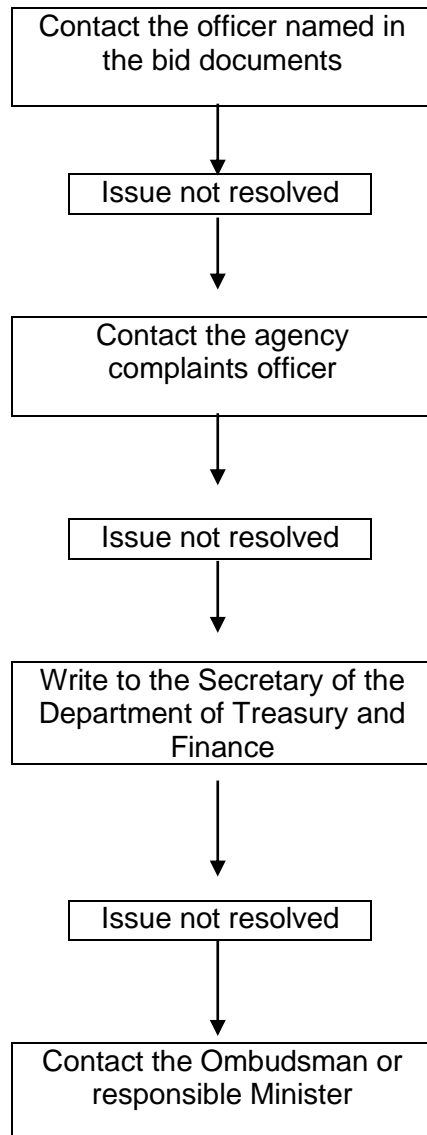 Contact the officer named in
the bid documents
Issue not resolved
Contact the agency
complaints officer
Issue not resolved
Write to the Secretary of the
Department of Treasury and
Finance
Issue not resolved
Contact the Ombudsman or
responsible Minister